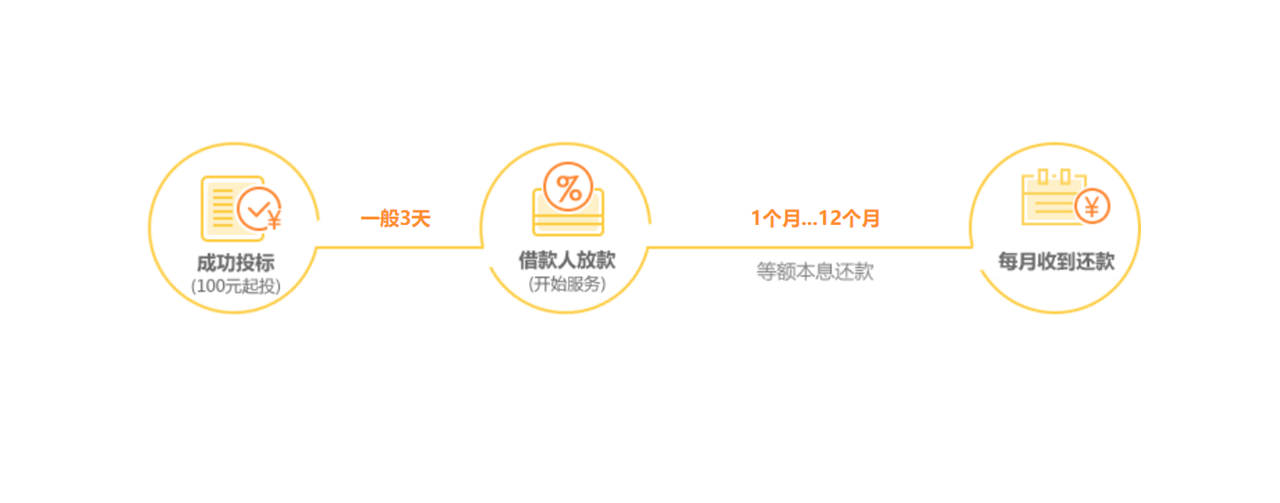 成功投标
(100元起投)
一般3天
借款人放款
(开始服务)
1个月...12个月
等额本息还款
每月收到还款